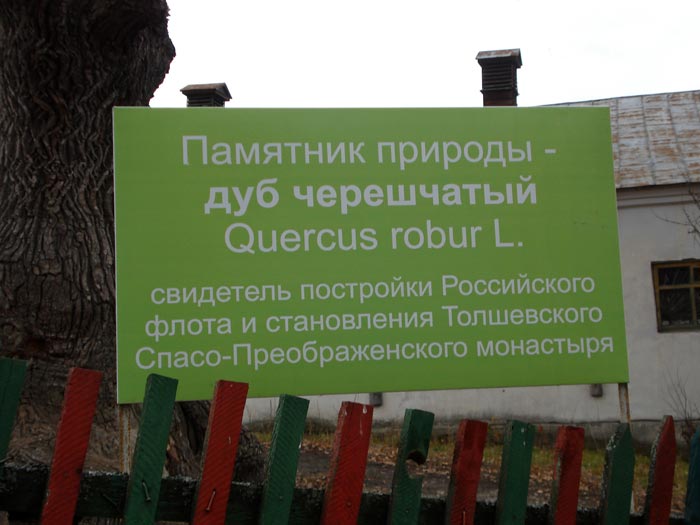 Памятник природы -
дуб черешчатый
Quercus robur L.
свидетель постройки Российского
флота и становления Толшевского
Спасо-Преображенского монастыря